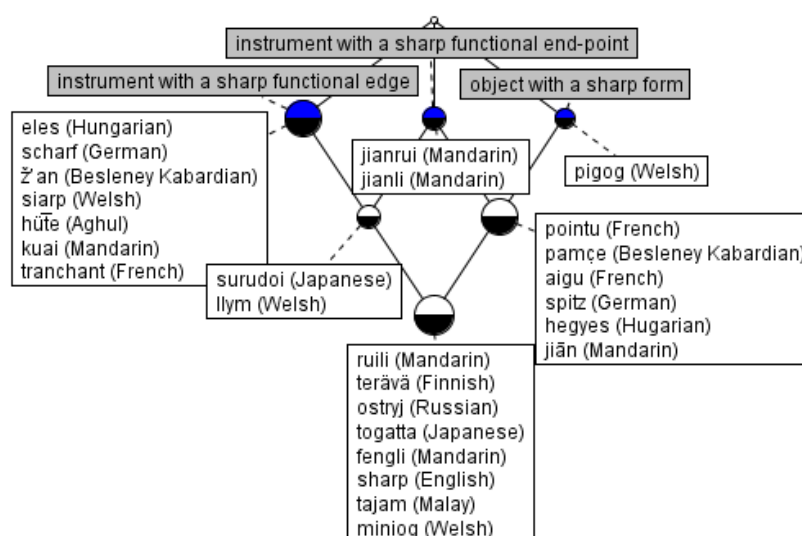 instrument with a sharp functional end-point
instrument with a sharp functional edge
object with a sharp form
eles (Hungarian)
scharf (German)
ž’an (Besleney Kabardian)
siarp (Welsh)
hüt̅e (Aghul)
kuai (Mandarin)
tranchant (French)
jianrui (Mandarin)
jianli (Mandarin)
pigog (Welsh)
surudoi (Japanese)
llym (Welsh)
pointu (French)
pamc̣e (Besleney Kabardian)
aigu (French)
spitz (German)
hegyes (Hugarian)
jiān (Mandarin)
ruili (Mandarin)
terävä (Finnish)
ostryj (Russian)
togatta (Japanese)
fengli (Mandarin)
sharp (English)
tajam (Malay)
miniog (Welsh)